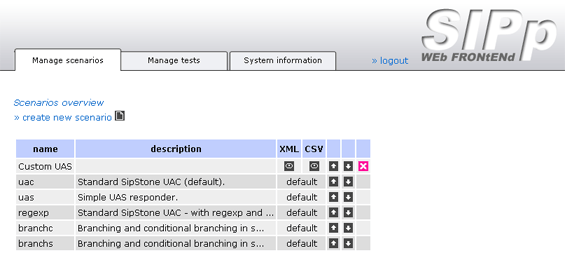 SIPp
WEb FRONtENd
Manage scenarios Manage tests System information » logout
Scenarios overview
» create new scenario
name description XML CSV
Custom UAS
uac Standard SipStone UAC (default). default
uas Simple UAS responder. default
regexp Standard SipStone UAC - with regexp and ... default
branchc Branching and conditional branching in s... default
branchs Branching and conditional branching in s... default